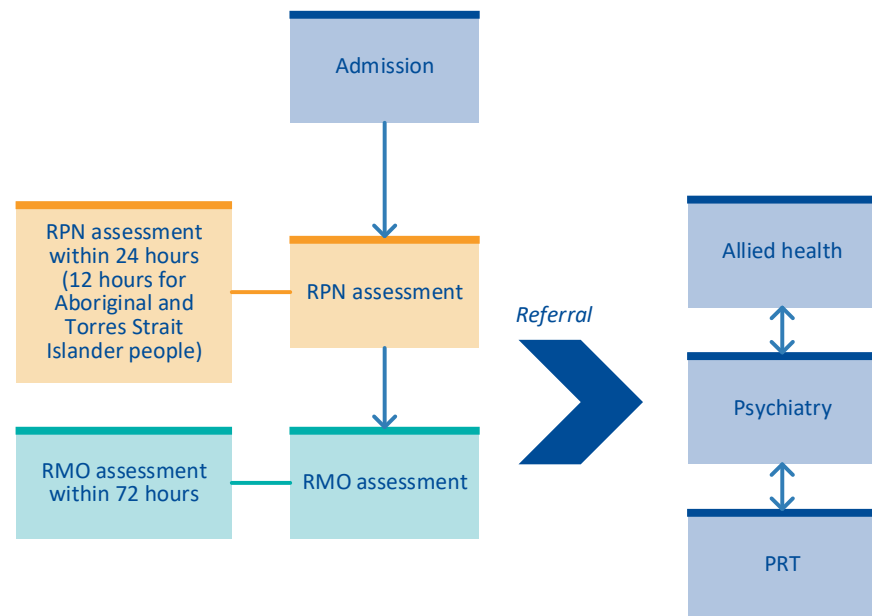 Admission
RPN assessment
within 24 hours
(12 hours for
Aboriginal and
Torres Strait
Islander people)
RPN assessment
RMO assessment
within 72 hours
RMO assessment
Referral
Allied health
Psychiatry
PRT